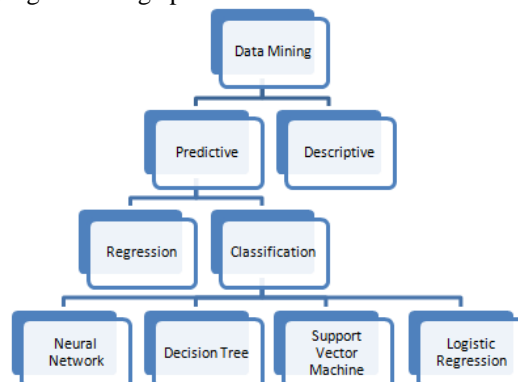 Data Mining
Predictive
Descriptive
Regression
Classification
Neural
Network
Decision Tree
Support
Vector
Machine
Logistic
Regression